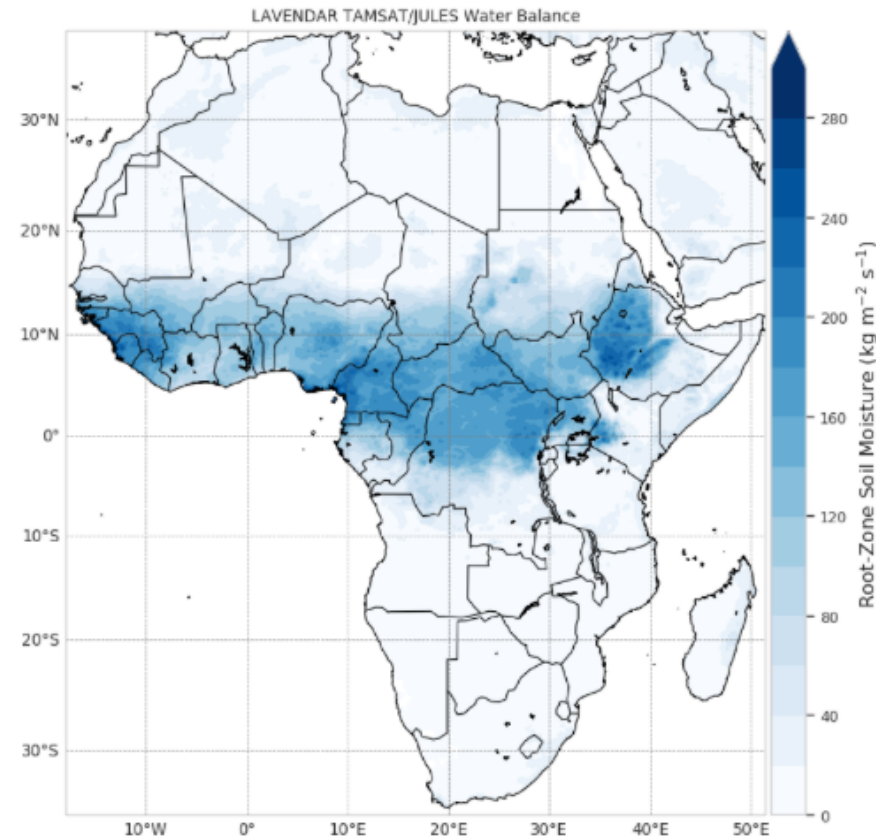 LAVENDAR TAMSAT/JULES Water Balance
30°N
20°N
10°N
0°
10°S
20°S
30°S
10°W 0° 10°E 20°E 30°E 40°E 50°E
280
240
200
160
120
80
40
0
Root-Zone Soil Moisture (kg m⁻² s⁻¹)